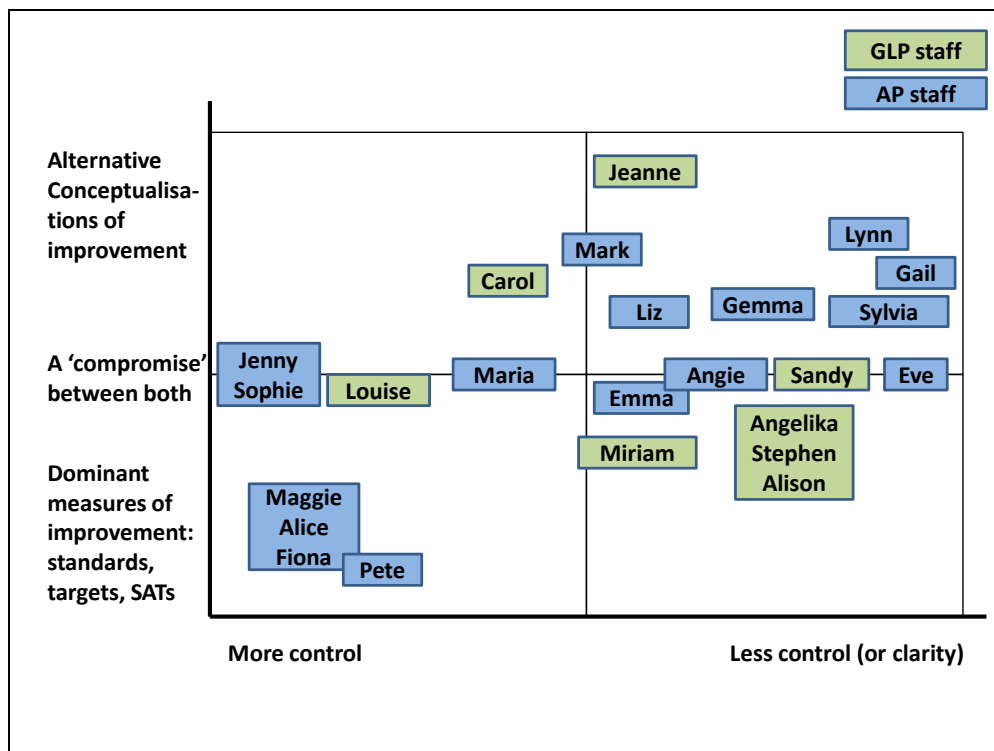 GLP staff
AP staff
Alternative
Conceptualisa-
tions of
improvement
Jeanne
Mark
Lynn
Gail
Carol
Liz
Gemma
Sylvia
A ‘compromise’
between both
Jenny
Sophie
Louise
Maria
Angie
Sandy
Eve
Emma
Miriam
Angelika
Stephen
Alison
Dominant
measures of
improvement:
standards,
targets, SATs
Maggie
Alice
Fiona
Pete
More control
Less control (or clarity)